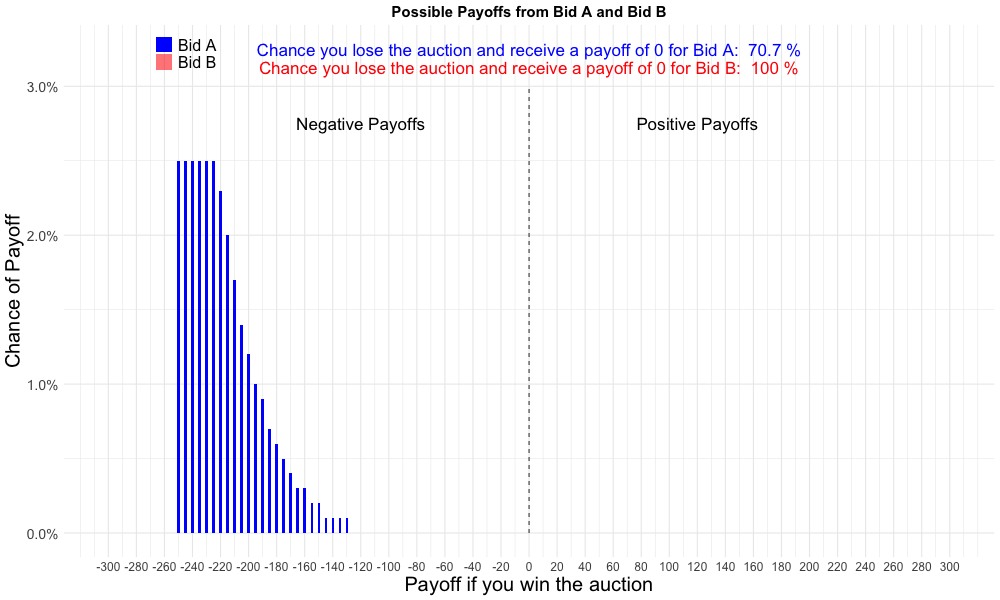 Possible Payoffs from Bid A and Bid B
Bid A
Bid B
Chance you lose the auction and receive a payoff of 0 for Bid A:  70.7 %
Chance you lose the auction and receive a payoff of 0 for Bid B:  100 %
Negative Payoffs
Positive Payoffs
Chance of Payoff
3.0%
2.0%
1.0%
0.0%
-300 -280 -260 -240 -220 -200 -180 -160 -140 -120 -100 -80 -60 -40 -20 0 20 40 60 80 100 120 140 160 180 200 220 240 260 280 300
Payoff if you win the auction